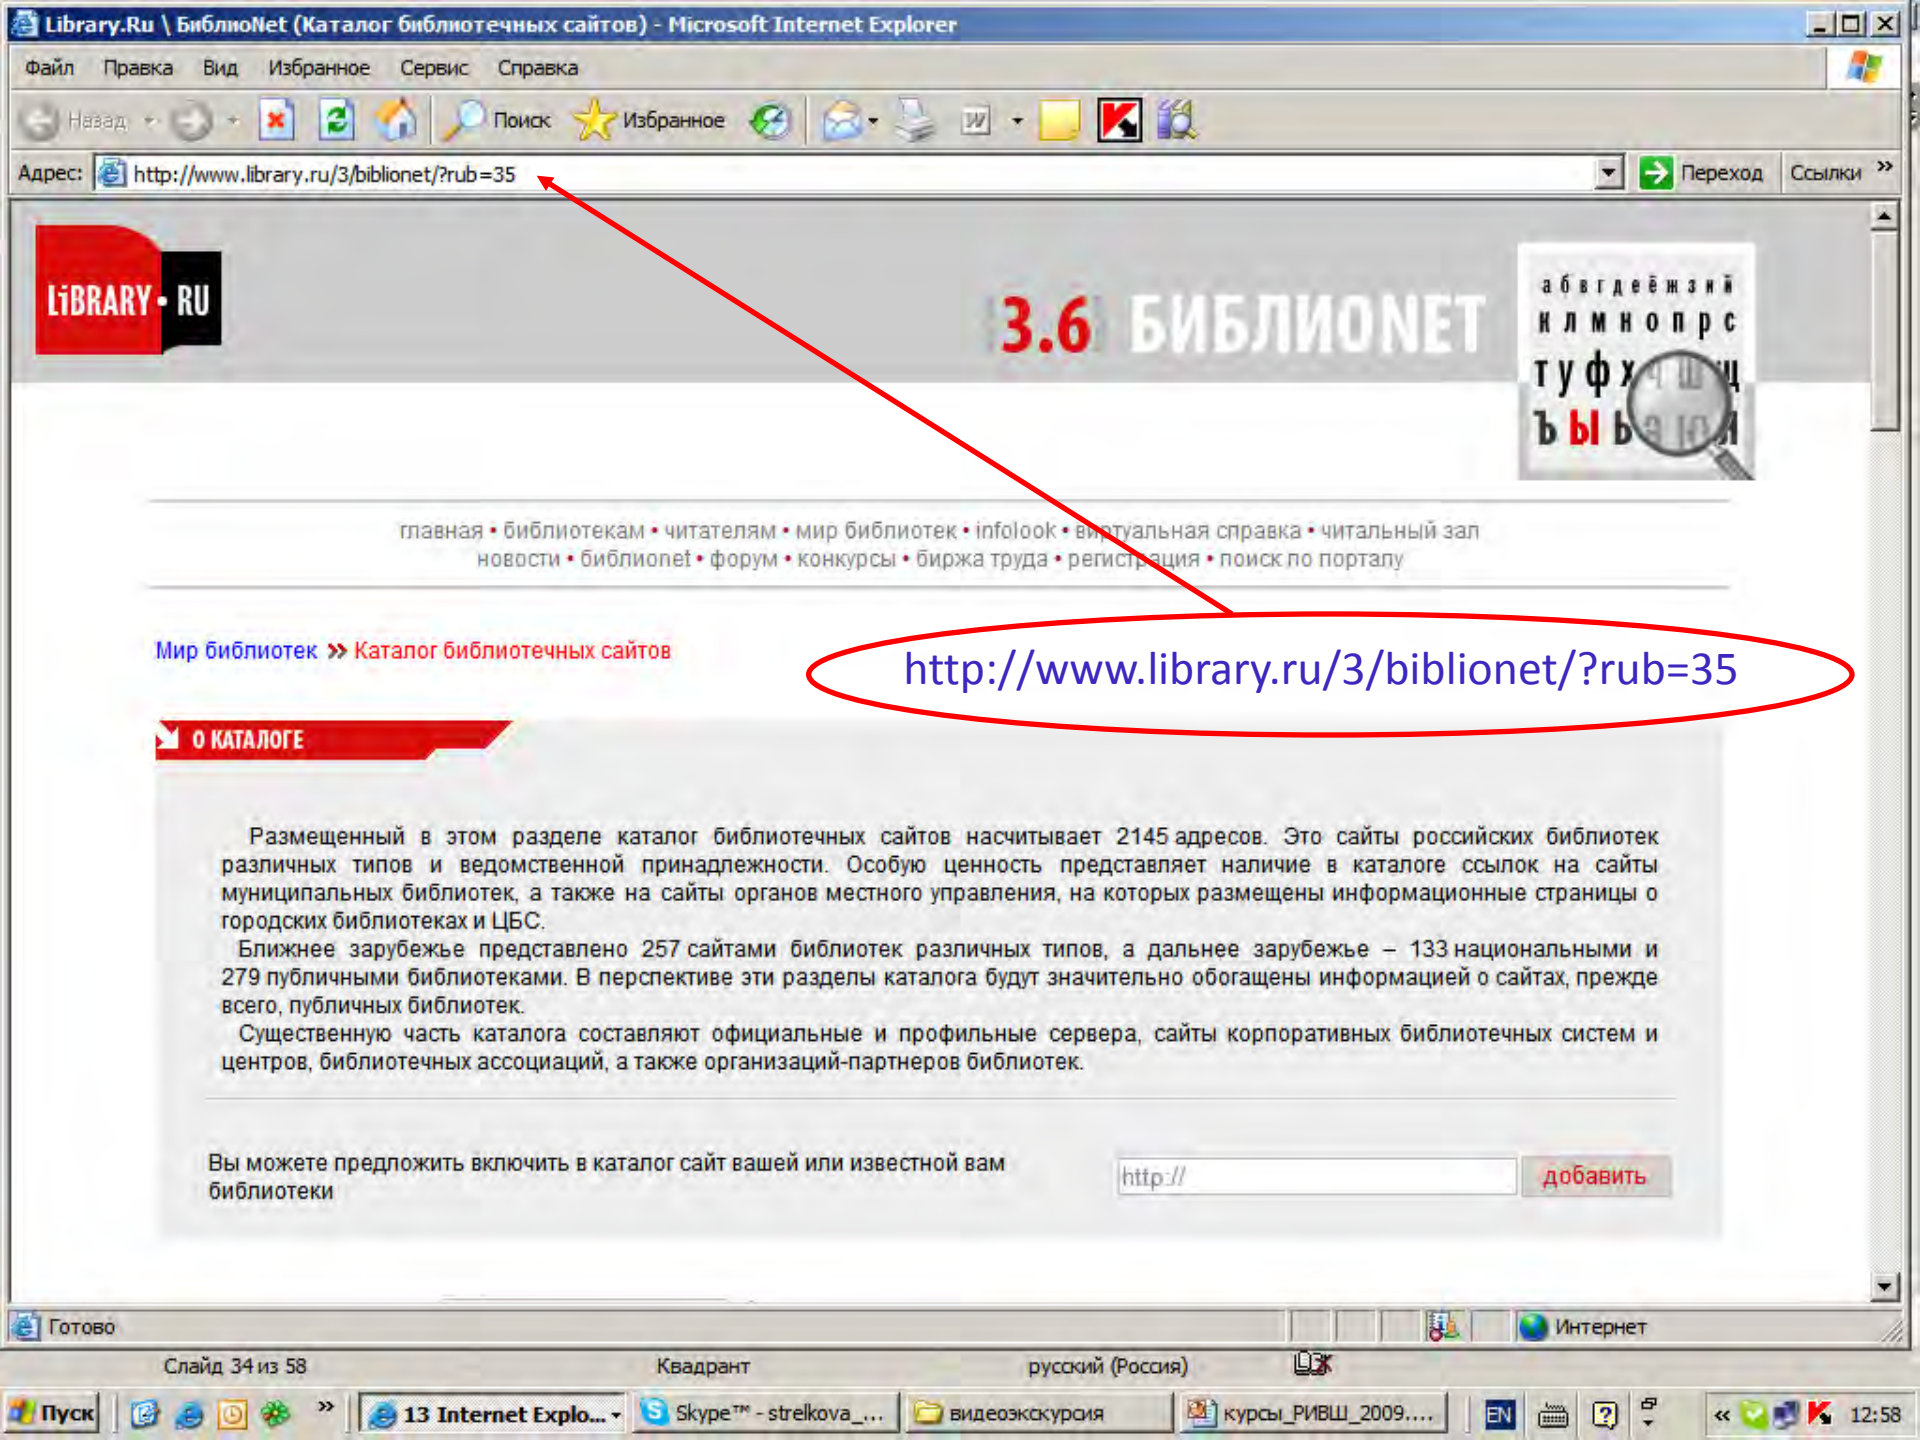 Library.Ru \ БиблиоNet (Каталог библиотечных сайтов) - Microsoft Internet Explorer
Файл Правка Вид Избранное Сервис Справка
Назад Поиск Избранное
Адрес: http://www.library.ru/3/biblionet/?rub=35 Переход Ссылки »
LiBRARY • RU
3.6 БИБЛИОNET
а б в г д е ё ж з и й
к л м н о п р с
т у ф х ч ш щ
ъ ы ь э ю я
главная • библиотекам • читателям • мир библиотек • infolook • виртуальная справка • читальный зал
новости • библиоnet • форум • конкурсы • биржа труда • регистрация • поиск по порталу
Мир библиотек » Каталог библиотечных сайтов
http://www.library.ru/3/biblionet/?rub=35
О КАТАЛОГЕ
Размещенный в этом разделе каталог библиотечных сайтов насчитывает 2145 адресов. Это сайты российских библиотек
различных типов и ведомственной принадлежности. Особую ценность представляет наличие в каталоге ссылок на сайты
муниципальных библиотек, а также на сайты органов местного управления, на которых размещены информационные страницы о
городских библиотеках и ЦБС.
Ближнее зарубежье представлено 257 сайтами библиотек различных типов, а дальнее зарубежье – 133 национальными и
279 публичными библиотеками. В перспективе эти разделы каталога будут значительно обогащены информацией о сайтах, прежде
всего, публичных библиотек.
Существенную часть каталога составляют официальные и профильные сервера, сайты корпоративных библиотечных систем и
центров, библиотечных ассоциаций, а также организаций-партнеров библиотек.
Вы можете предложить включить в каталог сайт вашей или известной вам
библиотеки
http://
добавить
Готово Интернет
Слайд 34 из 58 Квадрант русский (Россия)
Пуск » 13 Internet Explo... Skype™ - strelkova_... видеоэкскурсия курсы_РИВШ_2009.... EN « 12:58